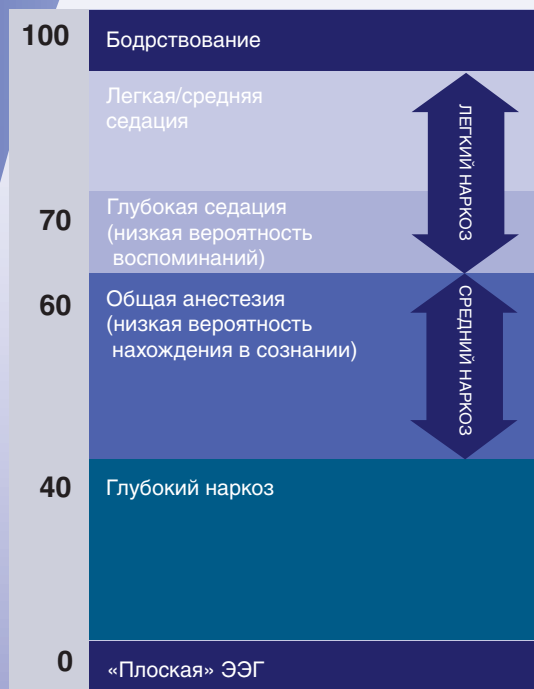 100
Бодрствование
Легкая/средняя
седация
ЛЕГКИЙ НАРКОЗ
70
Глубокая седация
(низкая вероятность
воспоминаний)
60
Общая анестезия
(низкая вероятность
нахождения в сознании)
СРЕДНИЙ НАРКОЗ
40
Глубокий наркоз
0
«Плоская» ЭЭГ